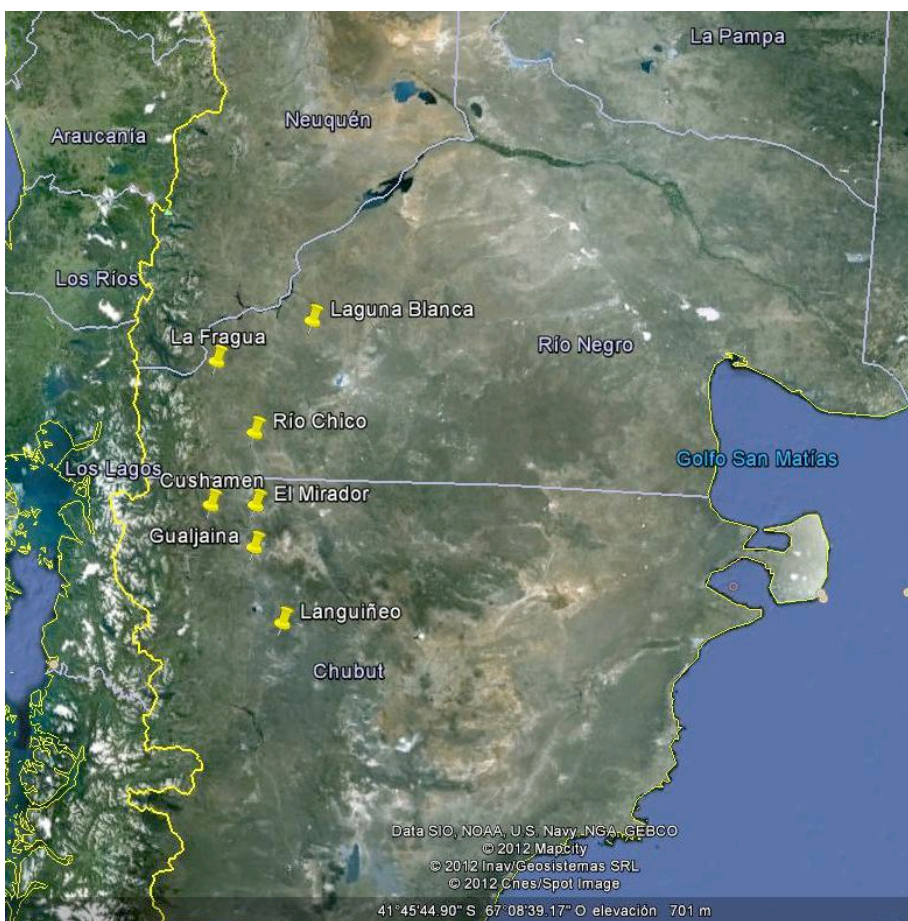 La Pampa
Neuquén
Araucanía
Los Ríos
Laguna Blanca
La Fragua
Río Negro
Río Chico
Golfo San Matías
Los Lagos
Cushamen
El Mirador
Gualjaina
Languiñeo
Chubut
Data SIO, NOAA, U.S. Navy, NGA, GEBCO
© 2012 Mapcity
© 2012 Inav/Geosistemas SRL
© 2012 Cnes/Spot Image
41°45'44.90" S 67°08'39.17" O elevación 701 m